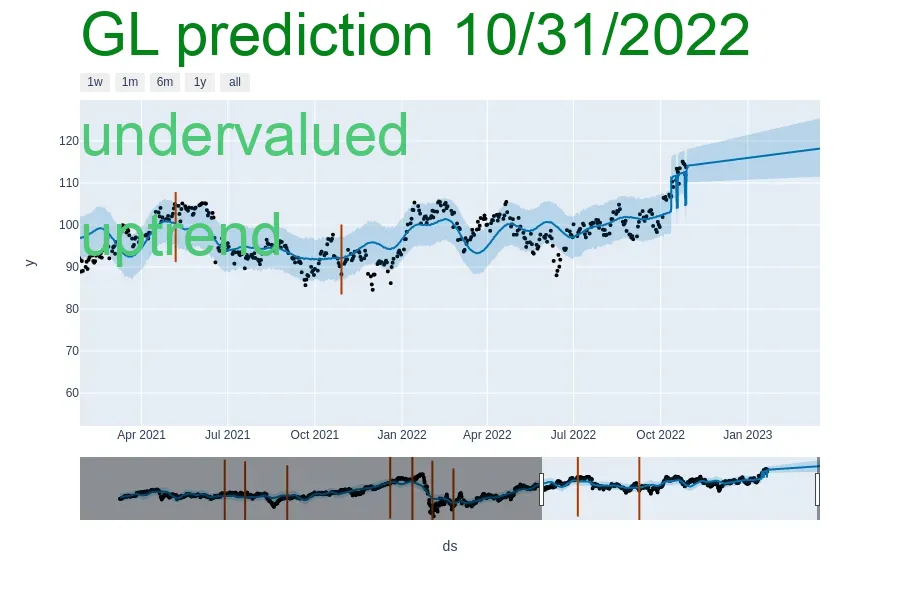 GL prediction 10/31/2022
1w 1m 6m 1y all
undervalued
uptrend
120
110
100
90
80
70
60
y
Apr 2021 Jul 2021 Oct 2021 Jan 2022 Apr 2022 Jul 2022 Oct 2022 Jan 2023
ds